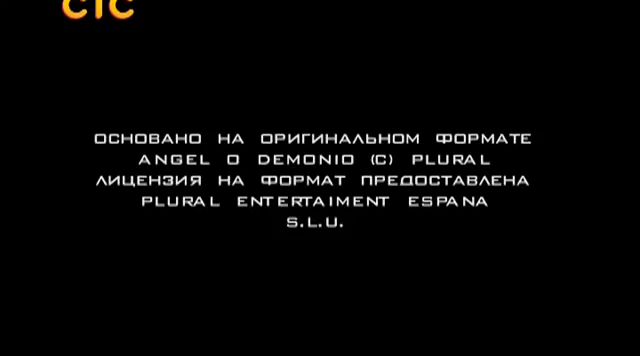 СТС
ОСНОВАНО НА ОРИГИНАЛЬНОМ ФОРМАТЕ
ANGEL O DEMONIO (C) PLURAL
ЛИЦЕНЗИЯ НА ФОРМАТ ПРЕДОСТАВЛЕНА
PLURAL ENTERTAIMENT ESPANA
S.L.U.